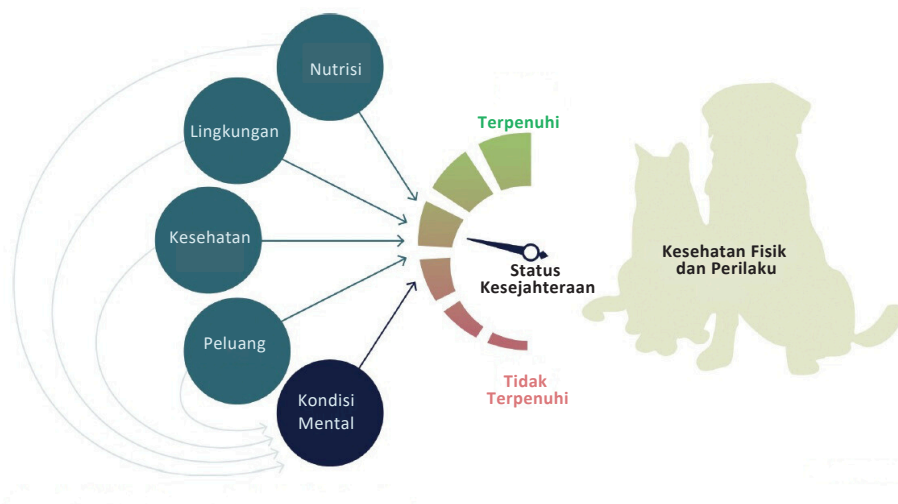 Nutrisi
Lingkungan
Kesehatan
Peluang
Kondisi
Mental
Terpenuhi
Status
Kesejahteraan
Tidak
Terpenuhi
Kesehatan Fisik
dan Perilaku